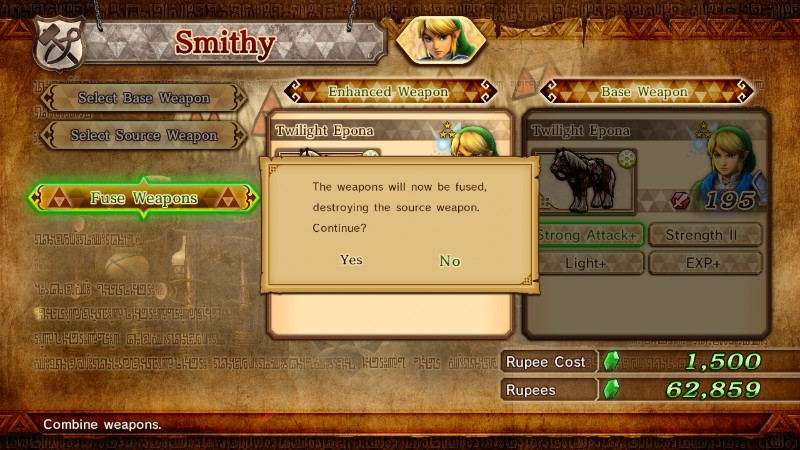 Smithy
Select Base Weapon
Select Source Weapon
Fuse Weapons
Enhanced Weapon
Base Weapon
Twilight Epona
Twilight Epona
195
Strong Attack+
Strength II
Light+
EXP+
The weapons will now be fused,
destroying the source weapon.
Continue?
Yes
No
Rupee Cost 1,500
Rupees 62,859
Combine weapons.